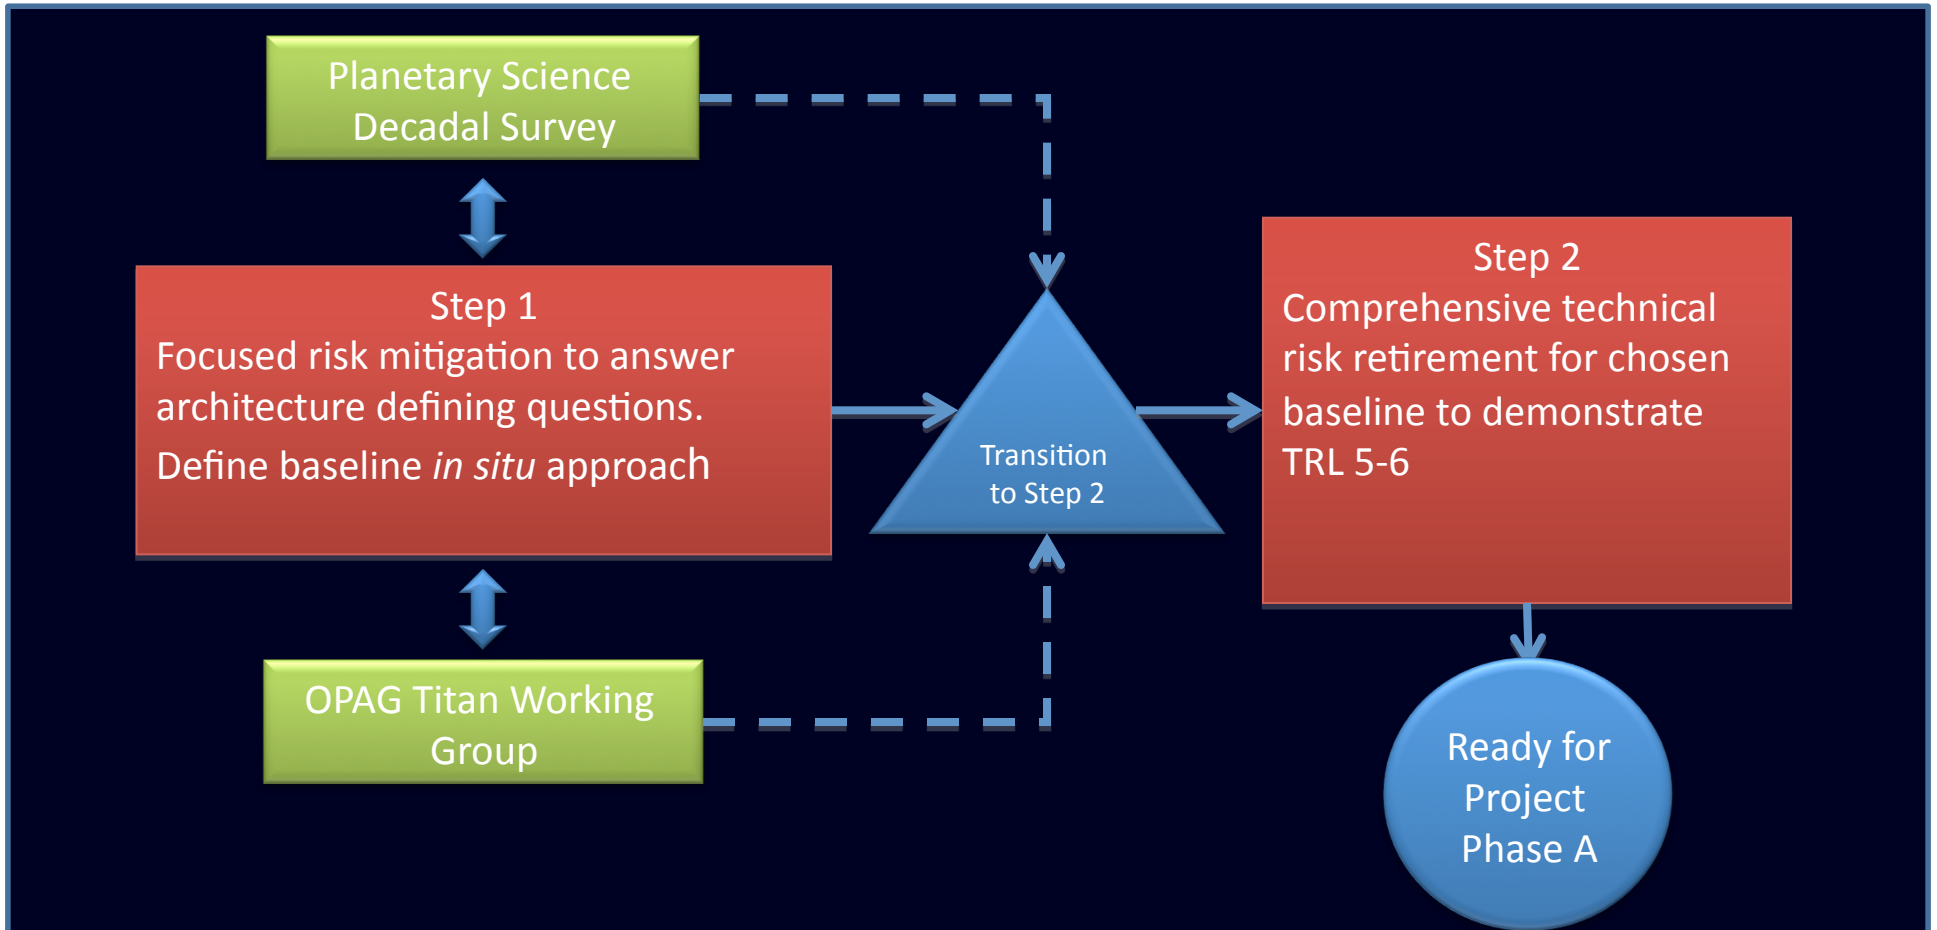 Planetary Science
Decadal Survey
Step 1
Focused risk mitigation to answer
architecture defining questions.
Define baseline in situ approach
OPAG Titan Working
Group
Transition
to Step 2
Step 2
Comprehensive technical
risk retirement for chosen
baseline to demonstrate
TRL 5-6
Ready for
Project
Phase A